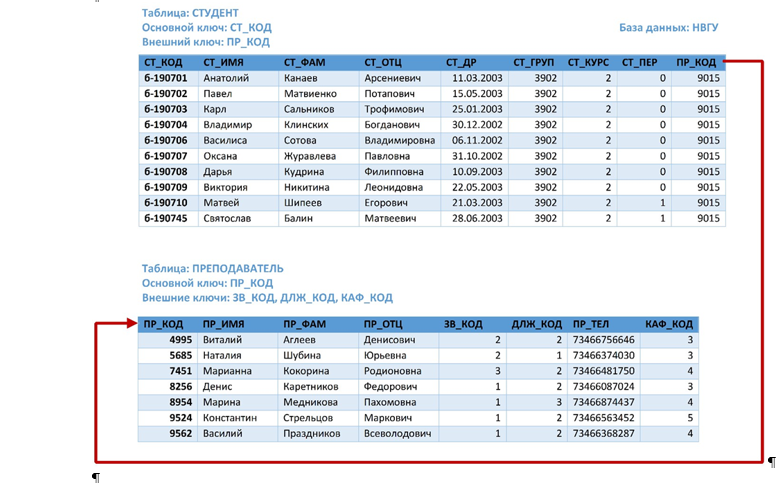 Таблица: СТУДЕНТ
Основной ключ: СТ_КОД База данных: НВГУ
Внешний ключ: ПР_КОД
СТ_КОД СТ_ИМЯ СТ_ФАМ СТ_ОТЦ СТ_ДР СТ_ГРУП СТ_КУРС СТ_ПЕР ПР_КОД
б-190701 Анатолий Канаев Арсениевич 11.03.2003 3902 2 0 9015
б-190702 Павел Матвиенко Потапович 15.05.2003 3902 2 0 9015
б-190703 Карл Сальников Трофимович 25.01.2003 3902 2 0 9015
б-190704 Владимир Клинских Богданович 30.12.2002 3902 2 0 9015
б-190706 Василиса Сотова Владимировна 06.11.2002 3902 2 0 9015
б-190707 Оксана Журавлева Павловна 31.10.2002 3902 2 0 9015
б-190708 Дарья Кудрина Филипповна 10.09.2003 3902 2 0 9015
б-190709 Виктория Никитина Леонидовна 22.05.2003 3902 2 0 9015
б-190710 Матвей Шипеев Егорович 21.03.2003 3902 2 1 9015
б-190745 Святослав Балин Матвеевич 28.06.2003 3902 2 1 9015
Таблица: ПРЕПОДАВАТЕЛЬ
Основной ключ: ПР_КОД
Внешние ключи: ЗВ_КОД, ДЛЖ_КОД, КАФ_КОД
ПР_КОД ПР_ИМЯ ПР_ФАМ ПР_ОТЦ ЗВ_КОД ДЛЖ_КОД ПР_ТЕЛ КАФ_КОД
4995 Виталий Аглеев Денисович 2 2 73466756646 3
5685 Наталия Шубина Юрьевна 2 1 73466374030 3
7451 Марианна Кокорина Родионовна 3 2 73466481750 4
8256 Денис Каретников Федорович 1 2 73466087024 3
8954 Марина Медникова Пахомовна 1 3 73466874437 4
9524 Константин Стрельцов Маркович 1 2 73466563452 5
9562 Василий Праздников Всеволодович 1 2 73466368287 4
¶
¶